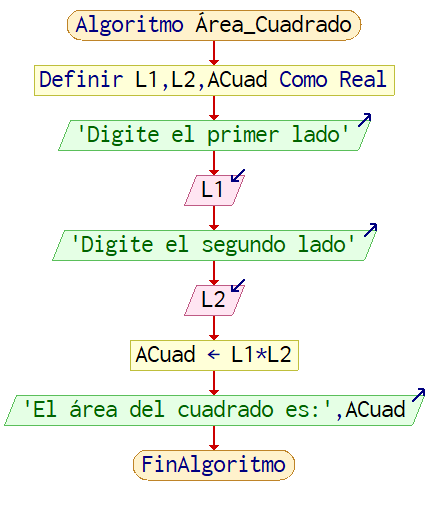 Algoritmo Área_Cuadrado
Definir L1,L2,ACuad Como Real
'Digite el primer lado'
L1
'Digite el segundo lado'
L2
ACuad ← L1*L2
'El área del cuadrado es:',ACuad
FinAlgoritmo